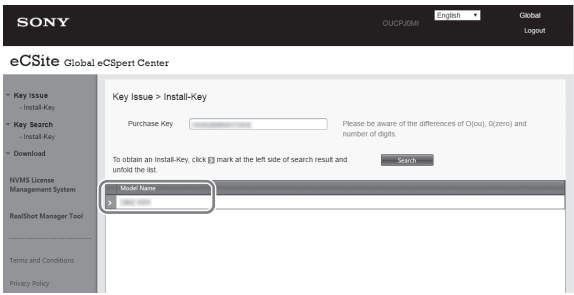 SONY
OUCPJ0MI
English
Global
Logout
eCSite Global eCSpert Center
Key Issue
- Install-Key
Key Search
- Install-Key
Download
NVMS License
Management System
RealShot Manager Tool
Terms and Conditions
Privacy Policy
Key Issue > Install-Key
Purchase Key
Please be aware of the differences of O(ou), 0(zero) and
number of digits.
To obtain an Install-Key, click > mark at the left side of search result and
unfold the list.
Search
Model Name